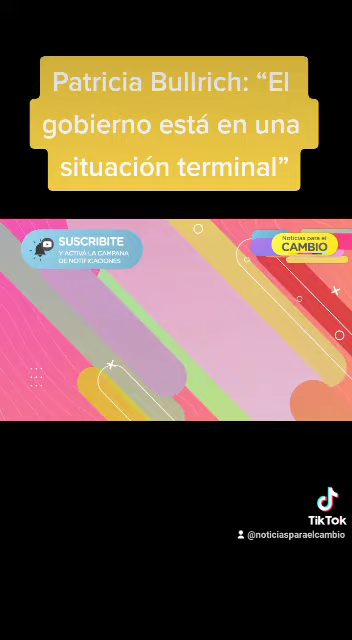 Patricia Bullrich: “El
gobierno está en una
situación terminal”
SUSCRIBITE
Y ACTIVÁ LA CAMPANA
DE NOTIFICACIONES
Noticias para el
CAMBIO
TikTok
@noticiasparaelcambio